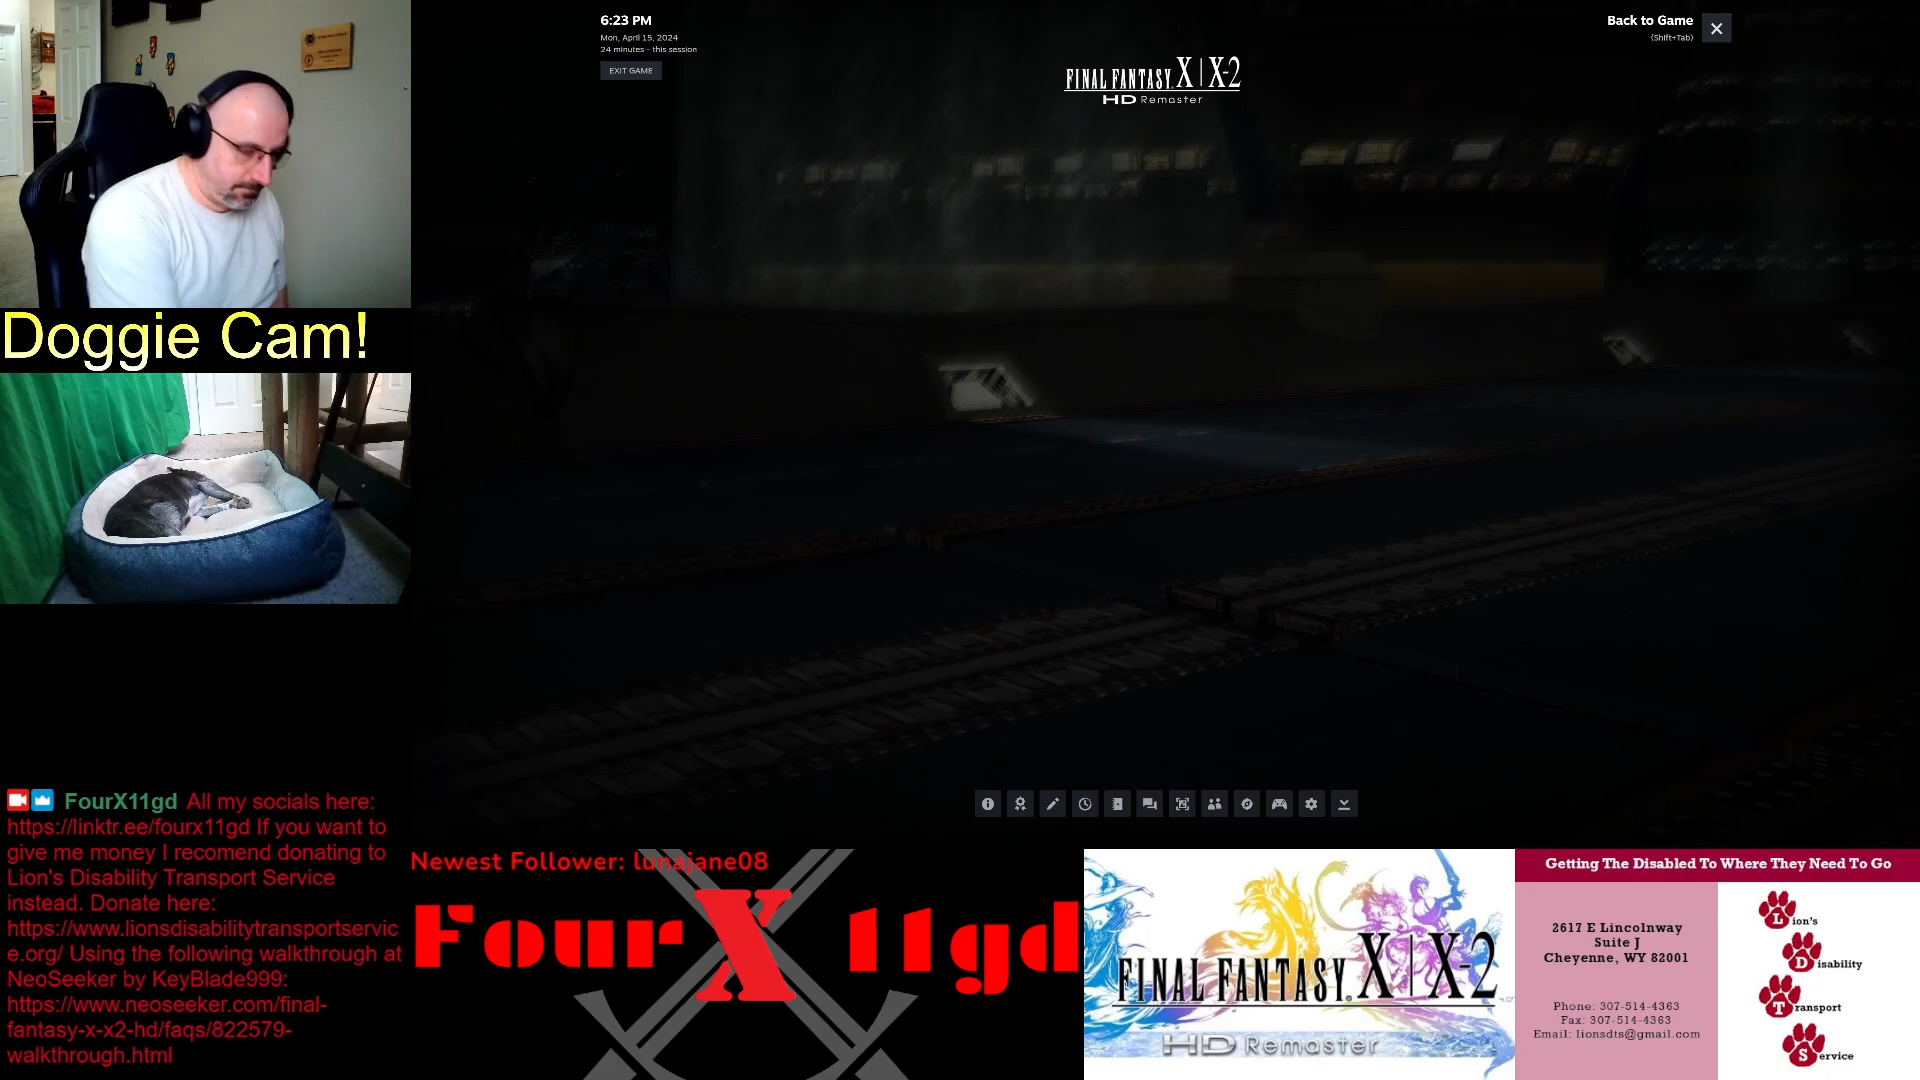 6:23 PM
Mon, April 15, 2024
24 minutes - this session
EXIT GAME
Back to Game
(Shift+Tab)
FINAL FANTASY X | X-2
HD Remaster
Doggie Cam!
FourX11gd All my socials here:
https://linktr.ee/fourx11gd If you want to
give me money I recomend donating to
Lion's Disability Transport Service
instead. Donate here:
https://www.lionsdisabilitytransportservic
e.org/ Using the following walkthrough at
NeoSeeker by KeyBlade999:
https://www.neoseeker.com/final-
fantasy-x-x2-hd/faqs/822579-
walkthrough.html
Newest Follower: lunajane08
FourX11gd
FINAL FANTASY X | X-2
HD Remaster
Getting The Disabled To Where They Need To Go
2617 E Lincolnway
Suite J
Cheyenne, WY 82001
Phone: 307-514-4363
Fax: 307-514-4363
Email: lionsdts@gmail.com
Lion's
Disability
Transport
Service